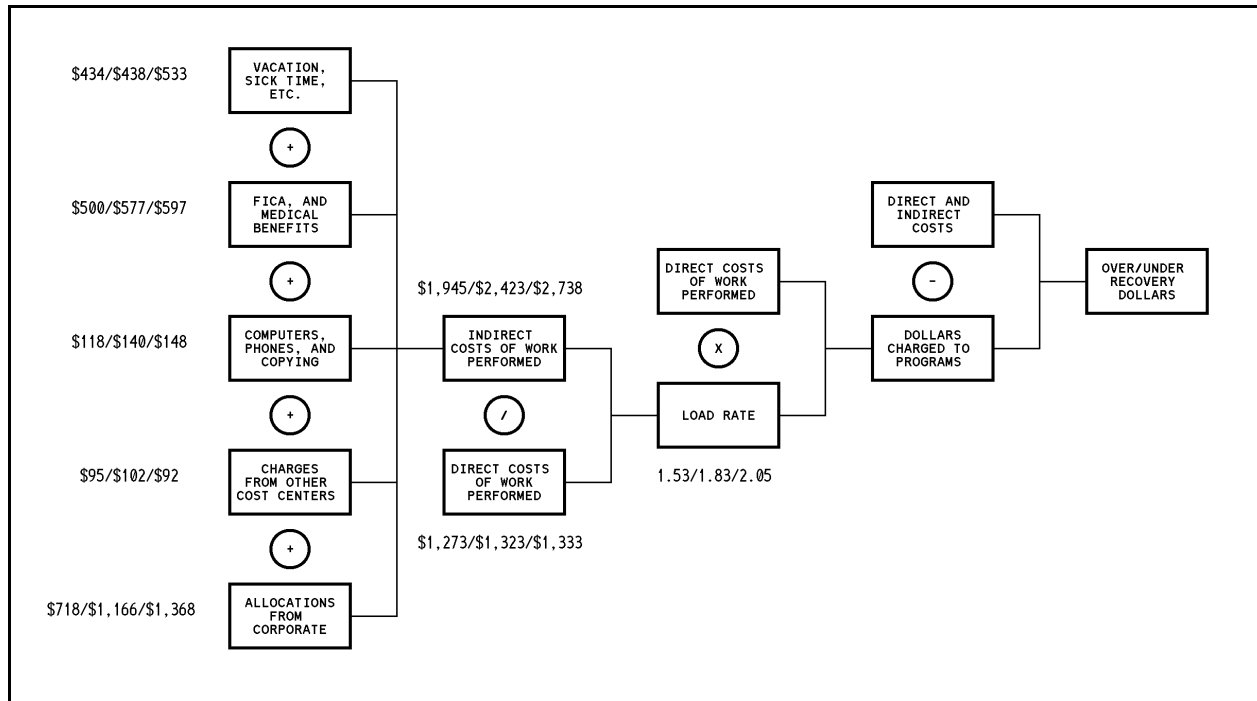 $434/$438/$533
VACATION,
SICK TIME,
ETC.
+
$500/$577/$597
FICA, AND
MEDICAL
BENEFITS
+
$118/$140/$148
COMPUTERS,
PHONES, AND
COPYING
+
$95/$102/$92
CHARGES
FROM OTHER
COST CENTERS
+
$718/$1,166/$1,368
ALLOCATIONS
FROM
CORPORATE
$1,945/$2,423/$2,738
INDIRECT
COSTS OF WORK
PERFORMED
/
DIRECT COSTS
OF WORK
PERFORMED
$1,273/$1,323/$1,333
DIRECT COSTS
OF WORK
PERFORMED
X
LOAD RATE
1.53/1.83/2.05
DIRECT AND
INDIRECT
COSTS
-
DOLLARS
CHARGED TO
PROGRAMS
OVER/UNDER
RECOVERY
DOLLARS